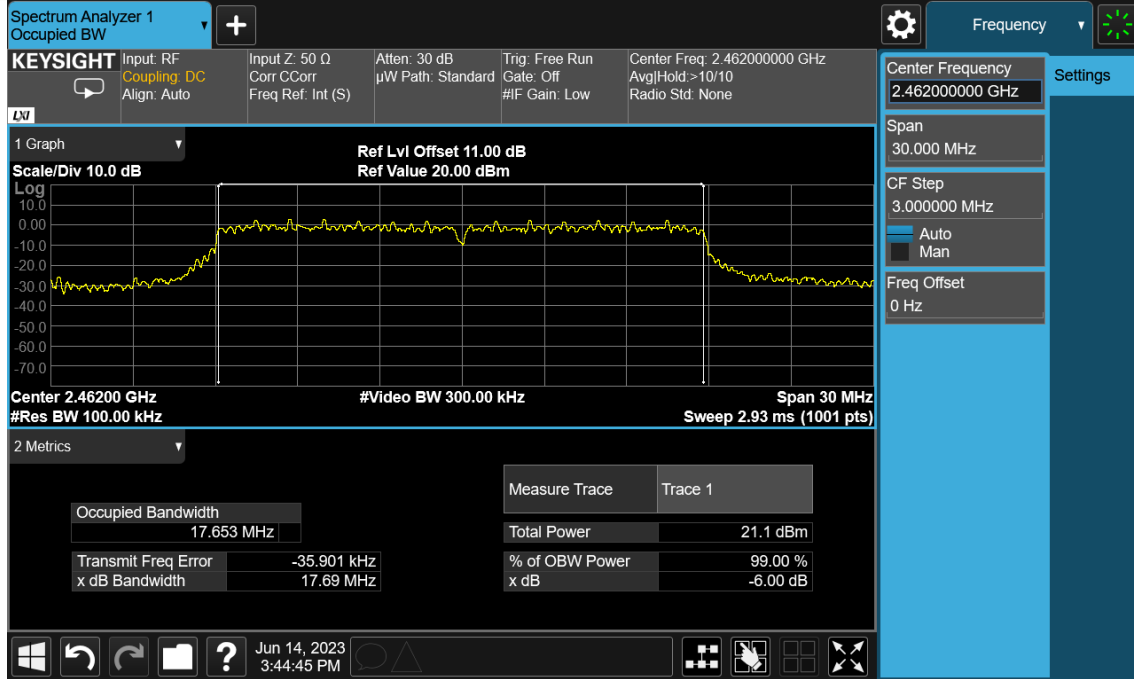 Spectrum Analyzer 1
Occupied BW
Frequency
KEYSIGHT
LXI
Input: RF
Coupling: DC
Align: Auto
Input Z: 50 Ω
Corr CCorr
Freq Ref: Int (S)
Atten: 30 dB
µW Path: Standard
Trig: Free Run
Gate: Off
#IF Gain: Low
Center Freq: 2.462000000 GHz
Avg|Hold:>10/10
Radio Std: None
1 Graph
Scale/Div 10.0 dB
Ref Lvl Offset 11.00 dB
Ref Value 20.00 dBm
Log
10.0
0.00
-10.0
-20.0
-30.0
-40.0
-50.0
-60.0
-70.0
Center 2.46200 GHz
#Video BW 300.00 kHz
Span 30 MHz
#Res BW 100.00 kHz
Sweep 2.93 ms (1001 pts)
2 Metrics
Measure Trace
Trace 1
Occupied Bandwidth
17.653 MHz
Total Power
21.1 dBm
Transmit Freq Error
-35.901 kHz
% of OBW Power
99.00 %
x dB Bandwidth
17.69 MHz
x dB
-6.00 dB
Center Frequency
2.462000000 GHz
Settings
Span
30.000 MHz
CF Step
3.000000 MHz
Auto
Man
Freq Offset
0 Hz
?
Jun 14, 2023
3:44:45 PM